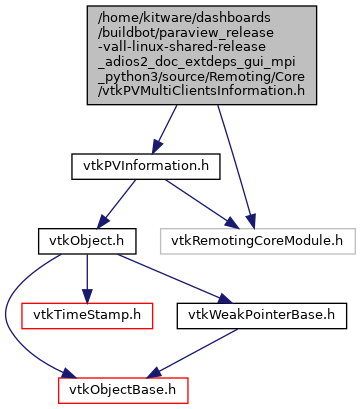 /home/kitware/dashboards
/buildbot/paraview_release
-vall-linux-shared-release
_adios2_doc_extdeps_gui_mpi
_python3/source/Remoting/Core
/vtkPVMultiClientsInformation.h
vtkPVInformation.h
vtkObject.h
vtkRemotingCoreModule.h
vtkTimeStamp.h
vtkWeakPointerBase.h
vtkObjectBase.h